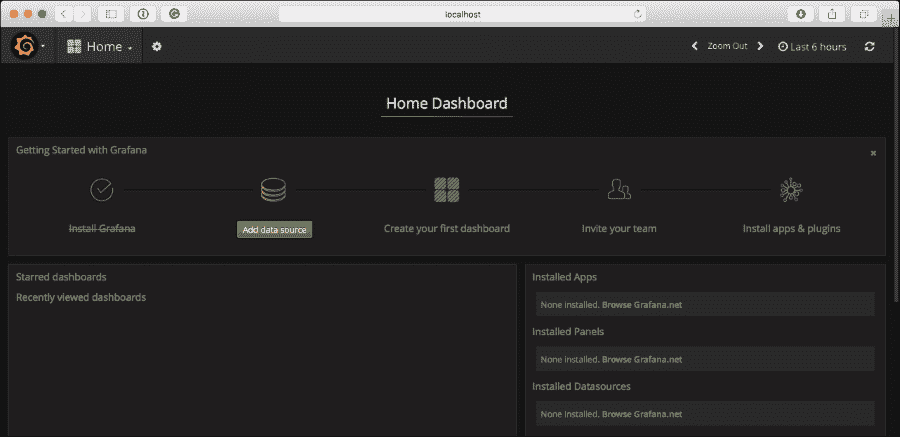 localhost
Home
Zoom Out
Last 6 hours
Home Dashboard
Getting Started with Grafana
Install Grafana
Add data source
Create your first dashboard
Invite your team
Install apps & plugins
Starred dashboards
Recently viewed dashboards
Installed Apps
None installed. Browse Grafana.net
Installed Panels
None installed. Browse Grafana.net
Installed Datasources
None installed. Browse Grafana.net